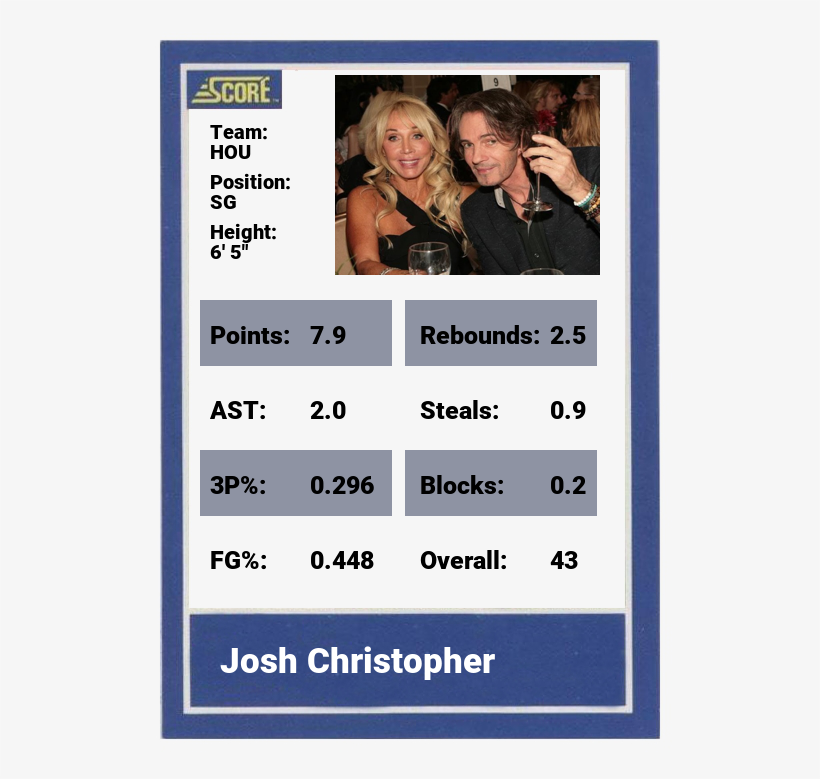 SCORE
Team:
HOU
Position:
SG
Height:
6' 5"
9
Points: 7.9 Rebounds: 2.5
AST: 2.0 Steals: 0.9
3P%: 0.296 Blocks: 0.2
FG%: 0.448 Overall: 43
Josh Christopher